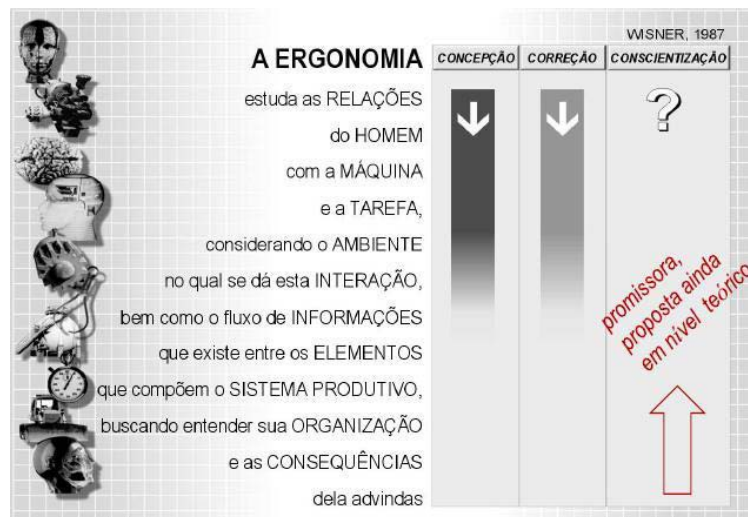 WISNER, 1987
A ERGONOMIA
CONCEPÇÃO
CORREÇÃO
CONSCIENTIZAÇÃO
estuda as RELAÇÕES
do HOMEM
com a MÁQUINA
e a TAREFA,
considerando o AMBIENTE
no qual se dá esta INTERAÇÃO,
bem como o fluxo de INFORMAÇÕES
que existe entre os ELEMENTOS
que compõem o SISTEMA PRODUTIVO,
buscando entender sua ORGANIZAÇÃO
e as CONSEQUÊNCIAS
dela advindas
?
promissora,
proposta ainda
em nível teórico